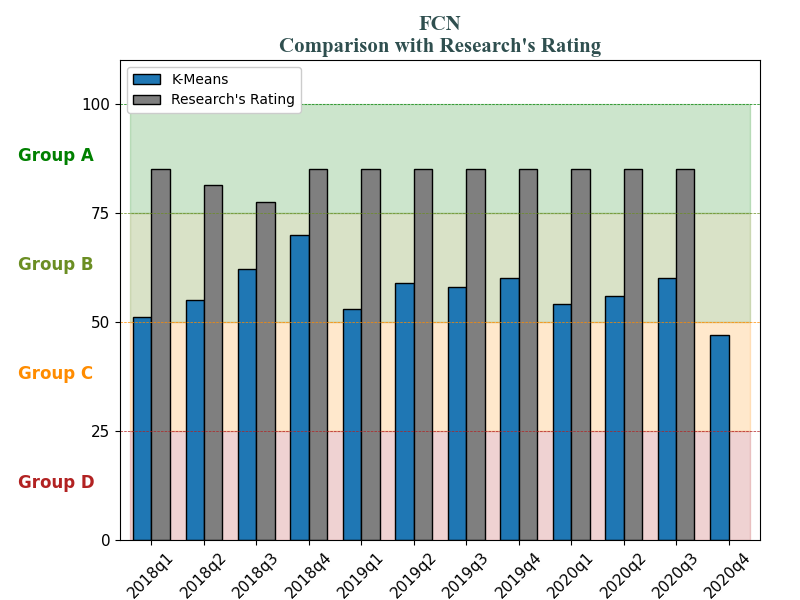 FCN
Comparison with Research's Rating
K-Means
Research's Rating
100
Group A
75
Group B
50
Group C
25
Group D
0
2018q1
2018q2
2018q3
2018q4
2019q1
2019q2
2019q3
2019q4
2020q1
2020q2
2020q3
2020q4